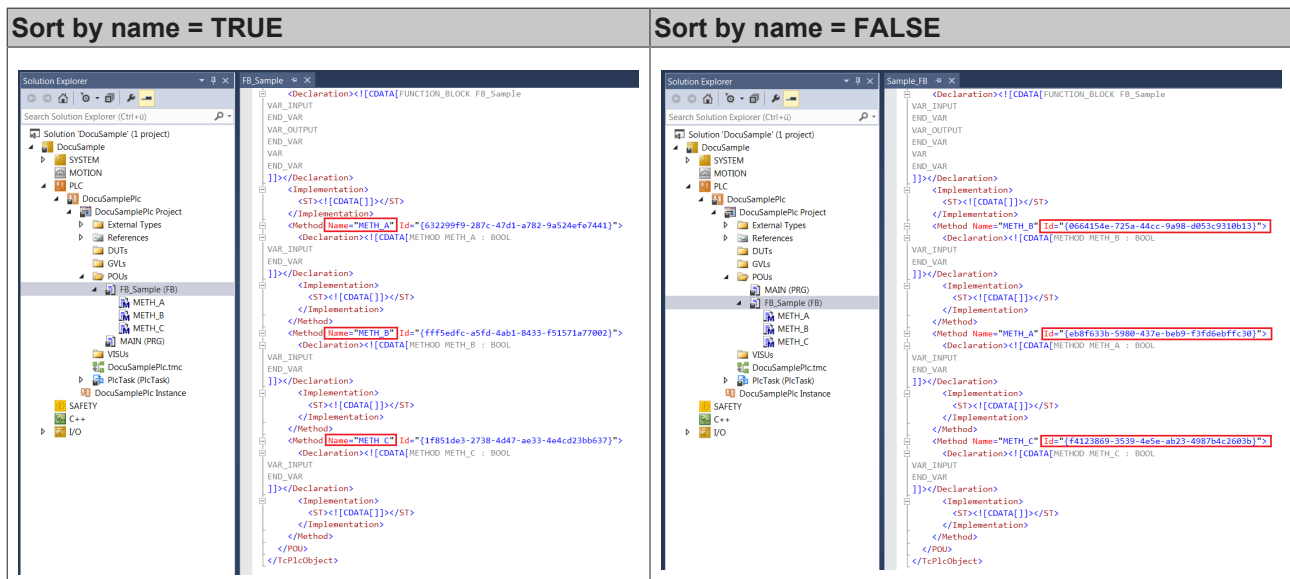 Sort by name = TRUE
Solution Explorer
Search Solution Explorer (Ctrl+ü)
Solution 'DocuSample' (1 project)
DocuSample
SYSTEM
MOTION
PLC
DocuSamplePlc
DocuSamplePlc Project
External Types
References
DUTs
GVLs
POUs
FB_Sample (FB)
METH_A
METH_B
METH_C
MAIN (PRG)
VISUs
DocuSamplePlc.tmc
PlcTask (PlcTask)
DocuSamplePlc Instance
SAFETY
C++
I/O
FB_Sample
<Declaration><![CDATA[FUNCTION_BLOCK FB_Sample
VAR_INPUT
END_VAR
VAR_OUTPUT
END_VAR
VAR
END_VAR
]]></Declaration>
<Implementation>
<ST><![CDATA[]]></ST>
</Implementation>
<Method Name="METH_A" Id="{632299f9-287c-47d1-a782-9a524efe7441}">
<Declaration><![CDATA[METHOD METH_A : BOOL
VAR_INPUT
END_VAR
]]></Declaration>
<Implementation>
<ST><![CDATA[]]></ST>
</Implementation>
</Method>
<Method Name="METH_B" Id="{fff5edfc-a5fd-4ab1-8433-f51571a77002}">
<Declaration><![CDATA[METHOD METH_B : BOOL
VAR_INPUT
END_VAR
]]></Declaration>
<Implementation>
<ST><![CDATA[]]></ST>
</Implementation>
</Method>
<Method Name="METH_C" Id="{1f851de3-2738-4d47-ae33-4e4cd23bb637}">
<Declaration><![CDATA[METHOD METH_C : BOOL
VAR_INPUT
END_VAR
]]></Declaration>
<Implementation>
<ST><![CDATA[]]></ST>
</Implementation>
</Method>
</POU>
</TcPlcObject>
Sort by name = FALSE
Solution Explorer
Search Solution Explorer (Ctrl+ü)
Solution 'DocuSample' (1 project)
DocuSample
SYSTEM
MOTION
PLC
DocuSamplePlc
DocuSamplePlc Project
External Types
References
DUTs
GVLs
POUs
MAIN (PRG)
FB_Sample (FB)
METH_A
METH_B
METH_C
VISUs
DocuSamplePlc.tmc
PlcTask (PlcTask)
DocuSamplePlc Instance
SAFETY
C++
I/O
Sample_FB
<Declaration><![CDATA[FUNCTION_BLOCK FB_Sample
VAR_INPUT
END_VAR
VAR_OUTPUT
END_VAR
VAR
END_VAR
]]></Declaration>
<Implementation>
<ST><![CDATA[]]></ST>
</Implementation>
<Method Name="METH_B" Id="{0664154e-725a-44cc-9a98-d053c9310b13}">
<Declaration><![CDATA[METHOD METH_B : BOOL
VAR_INPUT
END_VAR
]]></Declaration>
<Implementation>
<ST><![CDATA[]]></ST>
</Implementation>
</Method>
<Method Name="METH_A" Id="{eb8f633b-5980-437e-beb9-f3fd6ebffc30}">
<Declaration><![CDATA[METHOD METH_A : BOOL
VAR_INPUT
END_VAR
]]></Declaration>
<Implementation>
<ST><![CDATA[]]></ST>
</Implementation>
</Method>
<Method Name="METH_C" Id="{f4123869-3539-4e5e-ab23-4987b4c2603b}">
<Declaration><![CDATA[METHOD METH_C : BOOL
VAR_INPUT
END_VAR
]]></Declaration>
<Implementation>
<ST><![CDATA[]]></ST>
</Implementation>
</Method>
</POU>
</TcPlcObject>